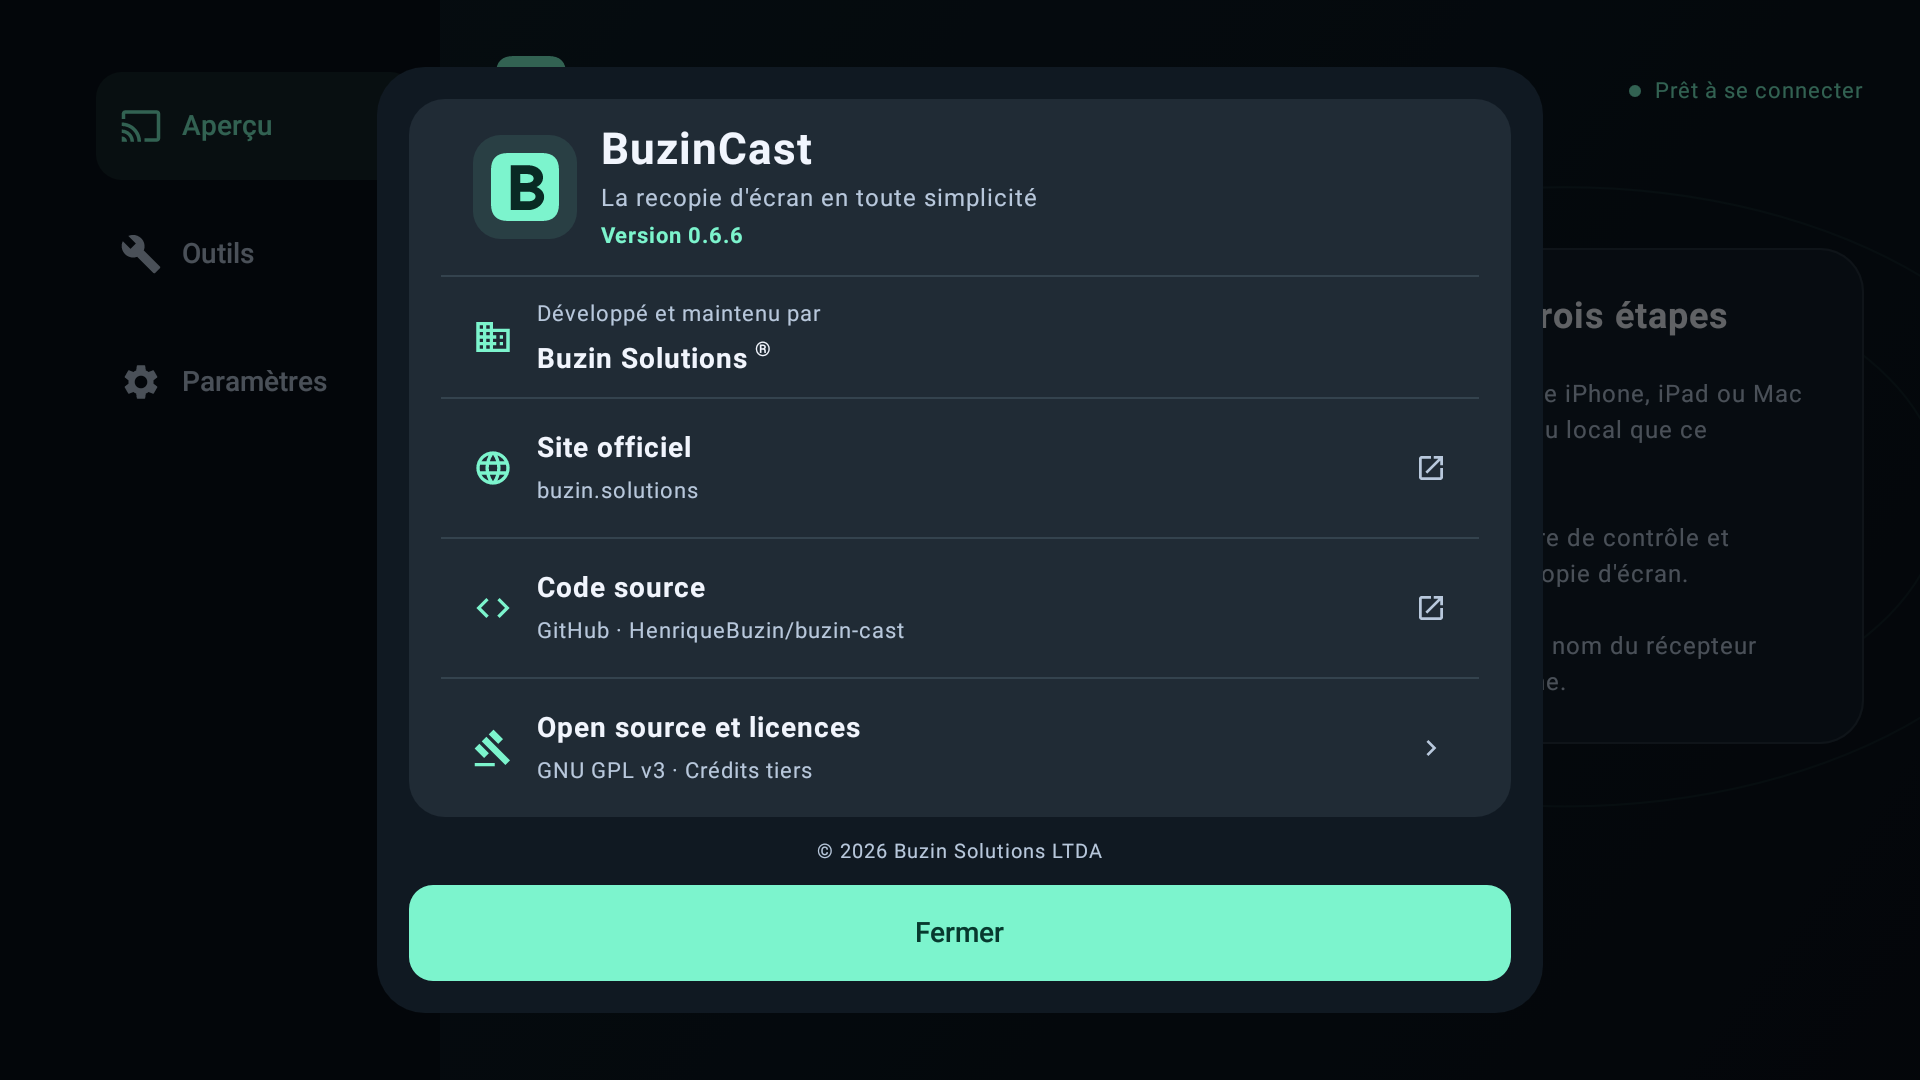 Aperçu
Outils
Paramètres
Prêt à se connecter
B
BuzinCast
La recopie d'écran en toute simplicité
Version 0.6.6
Développé et maintenu par
Buzin Solutions ®
Site officiel
buzin.solutions
Code source
GitHub · HenriqueBuzin/buzin-cast
Open source et licences
GNU GPL v3 · Crédits tiers
© 2026 Buzin Solutions LTDA
Fermer
étapes
iPhone, iPad ou Mac
local que ce
de contrôle et
d'écran.
nom du récepteur